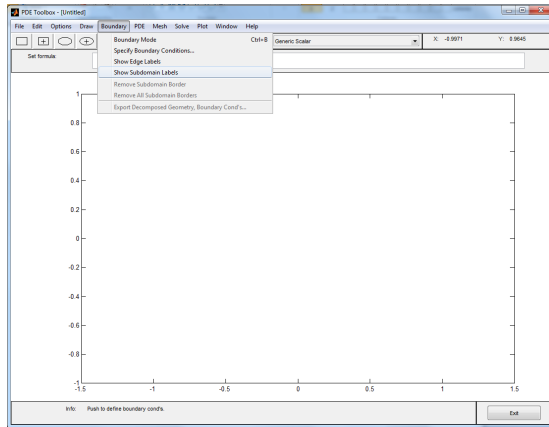 PDE Toolbox - [Untitled]
File Edit Options Draw Boundary PDE Mesh Solve Plot Window Help
Boundary Mode Ctrl+B
Specify Boundary Conditions...
Show Edge Labels
Show Subdomain Labels
Remove Subdomain Border
Remove All Subdomain Borders
Export Decomposed Geometry, Boundary Cond's...
Generic Scalar
X: -0.9971 Y: 0.9645
Set formula:
1
0.8
0.6
0.4
0.2
0
-0.2
-0.4
-0.6
-0.8
-1
-1.5 -1 -0.5 0 0.5 1 1.5
Info: Push to define boundary cond's.
Exit